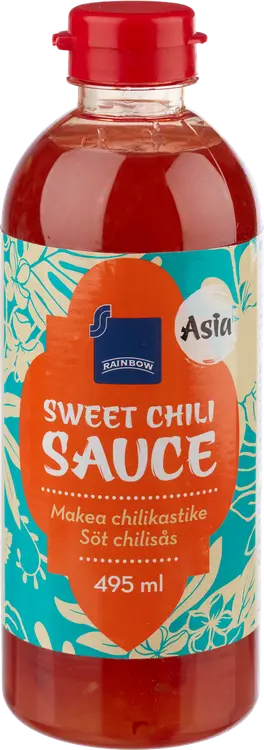 Asia
RAINBOW
SWEET CHILI
SAUCE
Makea chilikastike
Söt chilisås
495 ml